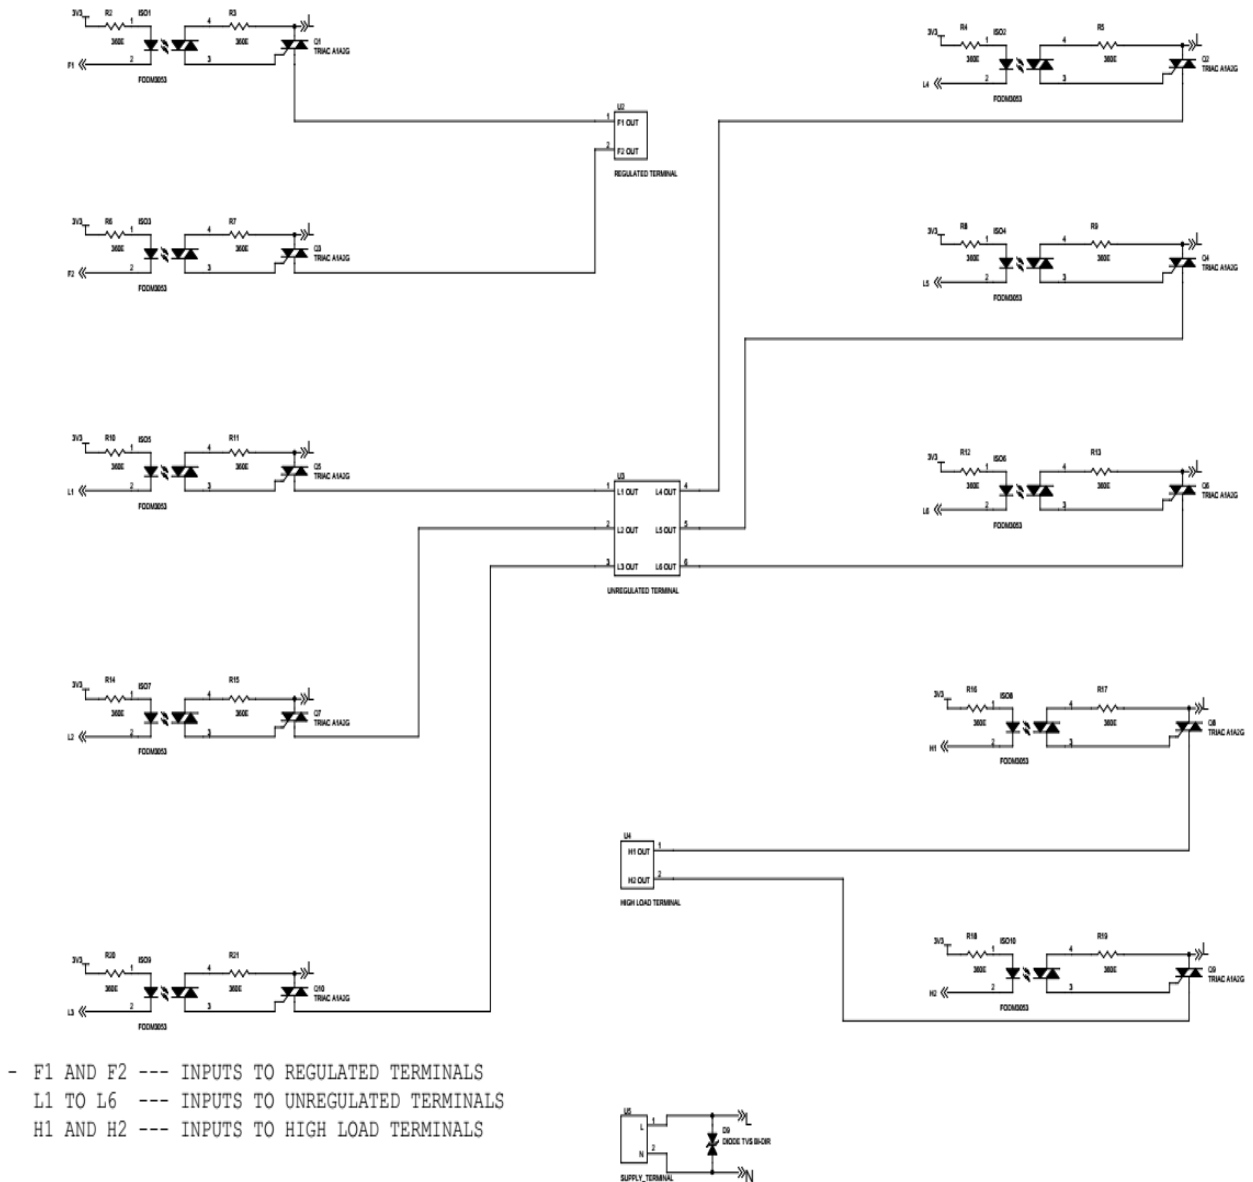 3V3
R2
1
ISO1
360E
4
R3
360E
L
F1
2
3
FODM3053
Q1
TRIAC A1A2G
3V3
R4
1
ISO2
360E
4
R5
360E
L
L4
2
3
FODM3053
Q2
TRIAC A1A2G
U2
1
F1 OUT
2
F2 OUT
REGULATED TERMINAL
3V3
R6
1
ISO3
360E
4
R7
360E
L
F2
2
3
FODM3053
Q3
TRIAC A1A2G
3V3
R8
1
ISO4
360E
4
R9
360E
L
L5
2
3
FODM3053
Q4
TRIAC A1A2G
3V3
R10
1
ISO5
360E
4
R11
360E
L
L1
2
3
FODM3053
Q5
TRIAC A1A2G
3V3
R12
1
ISO6
360E
4
R13
360E
L
L6
2
3
FODM3053
Q6
TRIAC A1A2G
U3
1 L1 OUT L4 OUT 4
2 L2 OUT L5 OUT 5
3 L3 OUT L6 OUT 6
UNREGULATED TERMINAL
3V3
R14
1
ISO7
360E
4
R15
360E
L
L2
2
3
FODM3053
Q7
TRIAC A1A2G
3V3
R16
1
ISO8
360E
4
R17
360E
L
H1
2
3
FODM3053
Q8
TRIAC A1A2G
U4
H1 OUT 1
H2 OUT 2
HIGH LOAD TERMINAL
3V3
R20
1
ISO9
360E
4
R21
360E
L
L3
2
3
FODM3053
Q10
TRIAC A1A2G
3V3
R18
1
ISO10
360E
4
R19
360E
L
H2
2
3
FODM3053
Q9
TRIAC A1A2G
- F1 AND F2 --- INPUTS TO REGULATED TERMINALS
L1 TO L6 --- INPUTS TO UNREGULATED TERMINALS
H1 AND H2 --- INPUTS TO HIGH LOAD TERMINALS
U5
L 1
L
D9
DIODE TVS BI-DIR
N 2
N
SUPPLY_TERMINAL